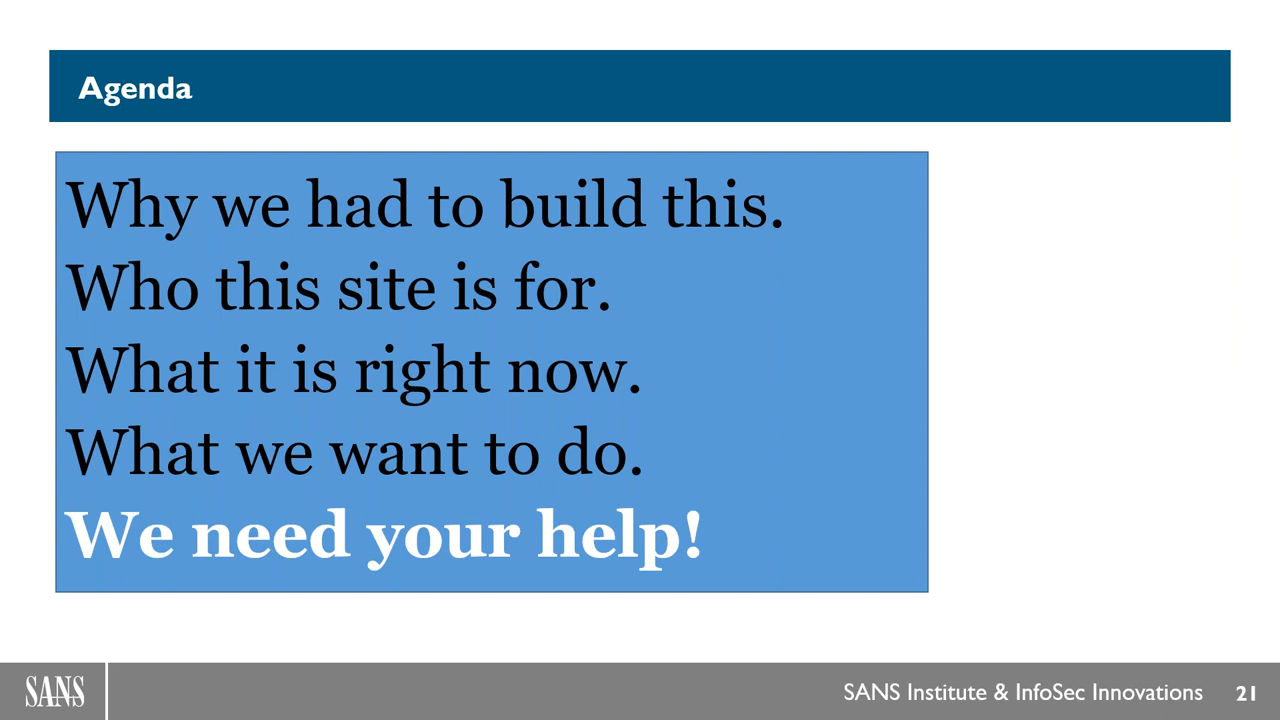 Agenda
Why we had to build this.
Who this site is for.
What it is right now.
What we want to do.
We need your help!
SANS
SANS Institute & InfoSec Innovations 21